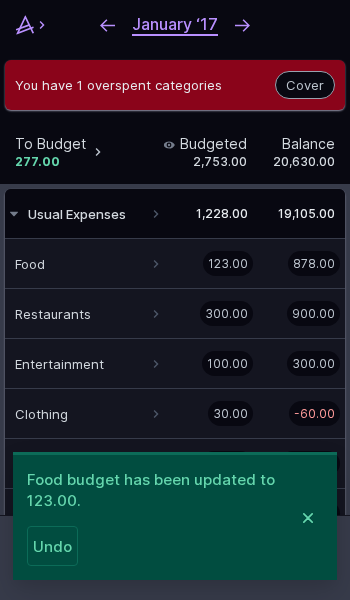 January ‘17
You have 1 overspent categories
Cover
To Budget
Budgeted
Balance
277.00
2,753.00
20,630.00
Usual Expenses
1,228.00
19,105.00
Food
123.00
878.00
Restaurants
300.00
900.00
Entertainment
100.00
300.00
Clothing
30.00
-60.00
Food budget has been updated to
123.00.
Undo